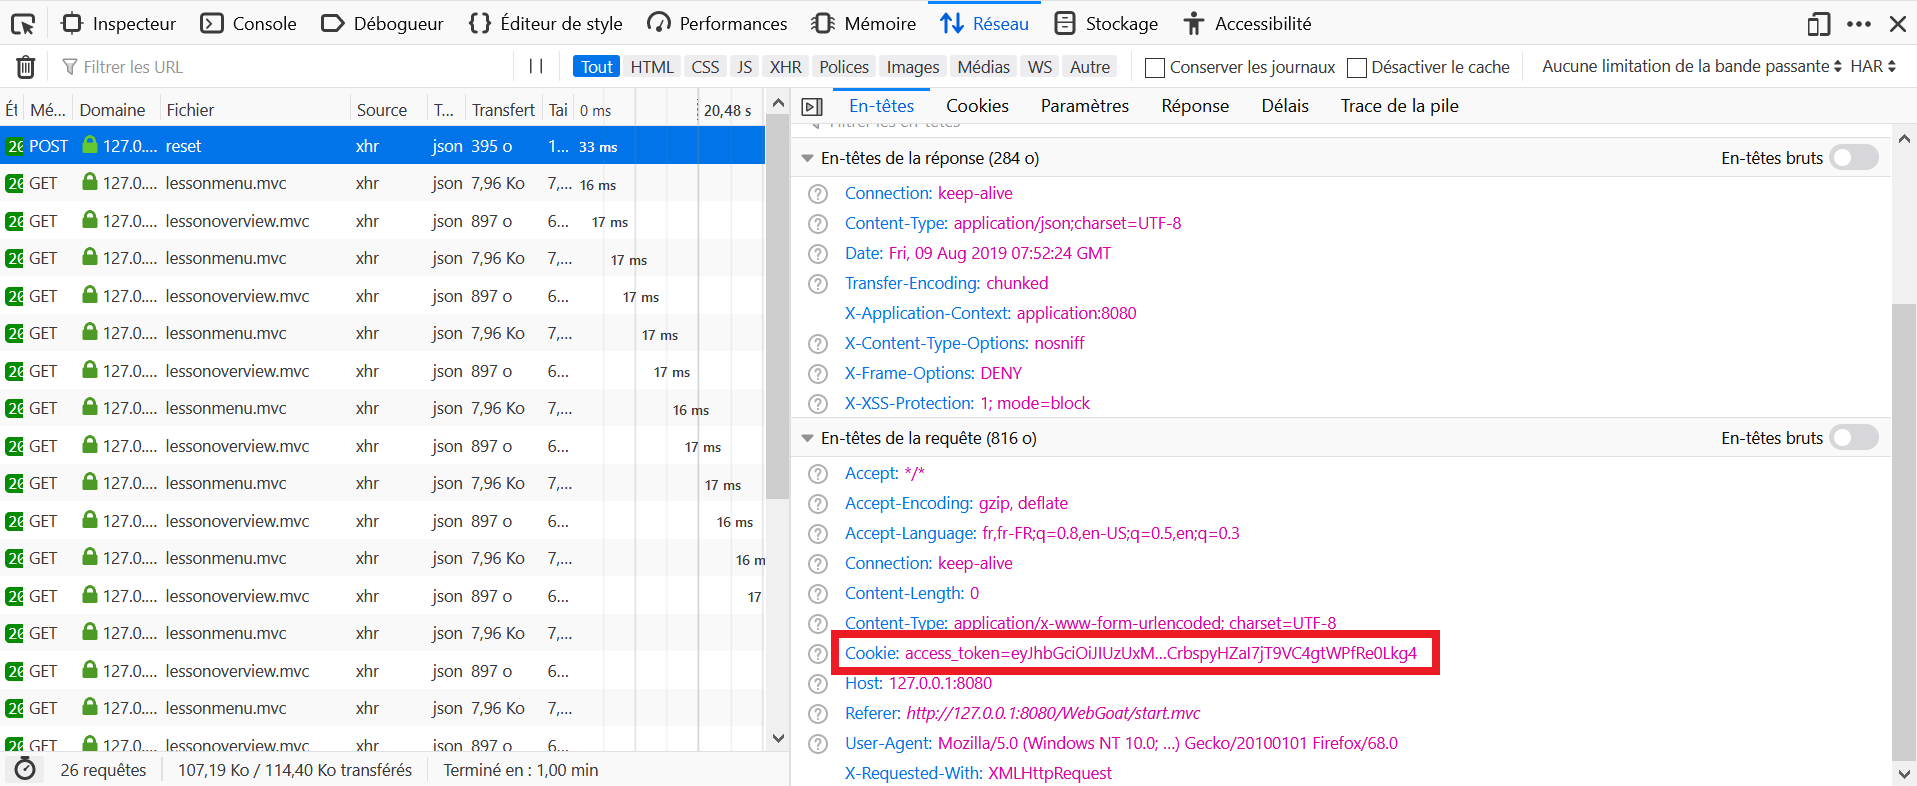 Inspecteur Console Débogueur Éditeur de style Performances Mémoire Réseau Stockage Accessibilité
Filtrer les URL Tout HTML CSS JS XHR Polices Images Médias WS Autre Conserver les journaux Désactiver le cache Aucune limitation de la bande passante HAR
Ét Mé... Domaine Fichier Source T... Transfert Tai 0 ms 20,48 s
POST 127.0.... reset xhr json 395 o 1... 33 ms
GET 127.0.... lessonmenu.mvc xhr json 7,96 Ko 7,... 16 ms
GET 127.0.... lessonoverview.mvc xhr json 897 o 6... 17 ms
GET 127.0.... lessonmenu.mvc xhr json 7,96 Ko 7,... 17 ms
GET 127.0.... lessonoverview.mvc xhr json 897 o 6... 17 ms
GET 127.0.... lessonmenu.mvc xhr json 7,96 Ko 7,... 17 ms
GET 127.0.... lessonoverview.mvc xhr json 897 o 6... 17 ms
GET 127.0.... lessonmenu.mvc xhr json 7,96 Ko 7,... 16 ms
GET 127.0.... lessonoverview.mvc xhr json 897 o 6... 17 ms
GET 127.0.... lessonmenu.mvc xhr json 7,96 Ko 7,... 17 ms
GET 127.0.... lessonoverview.mvc xhr json 897 o 6... 16 ms
GET 127.0.... lessonmenu.mvc xhr json 7,96 Ko 7,... 16 m
GET 127.0.... lessonoverview.mvc xhr json 897 o 6... 17
GET 127.0.... lessonmenu.mvc xhr json 7,96 Ko 7,...
GET 127.0.... lessonoverview.mvc xhr json 897 o 6...
GET 127.0.... lessonmenu.mvc xhr json 7,96 Ko 7,...
GET 127.0.... lessonoverview.mvc xhr json 897 o 6...
26 requêtes 107,19 Ko / 114,40 Ko transférés Terminé en : 1,00 min
En-têtes Cookies Paramètres Réponse Délais Trace de la pile
Filtrer les en-têtes
En-têtes de la réponse (284 o) En-têtes bruts
Connection: keep-alive
Content-Type: application/json;charset=UTF-8
Date: Fri, 09 Aug 2019 07:52:24 GMT
Transfer-Encoding: chunked
X-Application-Context: application:8080
X-Content-Type-Options: nosniff
X-Frame-Options: DENY
X-XSS-Protection: 1; mode=block
En-têtes de la requête (816 o) En-têtes bruts
Accept: */*
Accept-Encoding: gzip, deflate
Accept-Language: fr,fr-FR;q=0.8,en-US;q=0.5,en;q=0.3
Connection: keep-alive
Content-Length: 0
Content-Type: application/x-www-form-urlencoded; charset=UTF-8
Cookie: access_token=eyJhbGciOiJIUzUxM...CrbspyHZaI7jT9VC4gtWPfRe0Lkg4
Host: 127.0.0.1:8080
Referer: http://127.0.0.1:8080/WebGoat/start.mvc
User-Agent: Mozilla/5.0 (Windows NT 10.0; ...) Gecko/20100101 Firefox/68.0
X-Requested-With: XMLHttpRequest